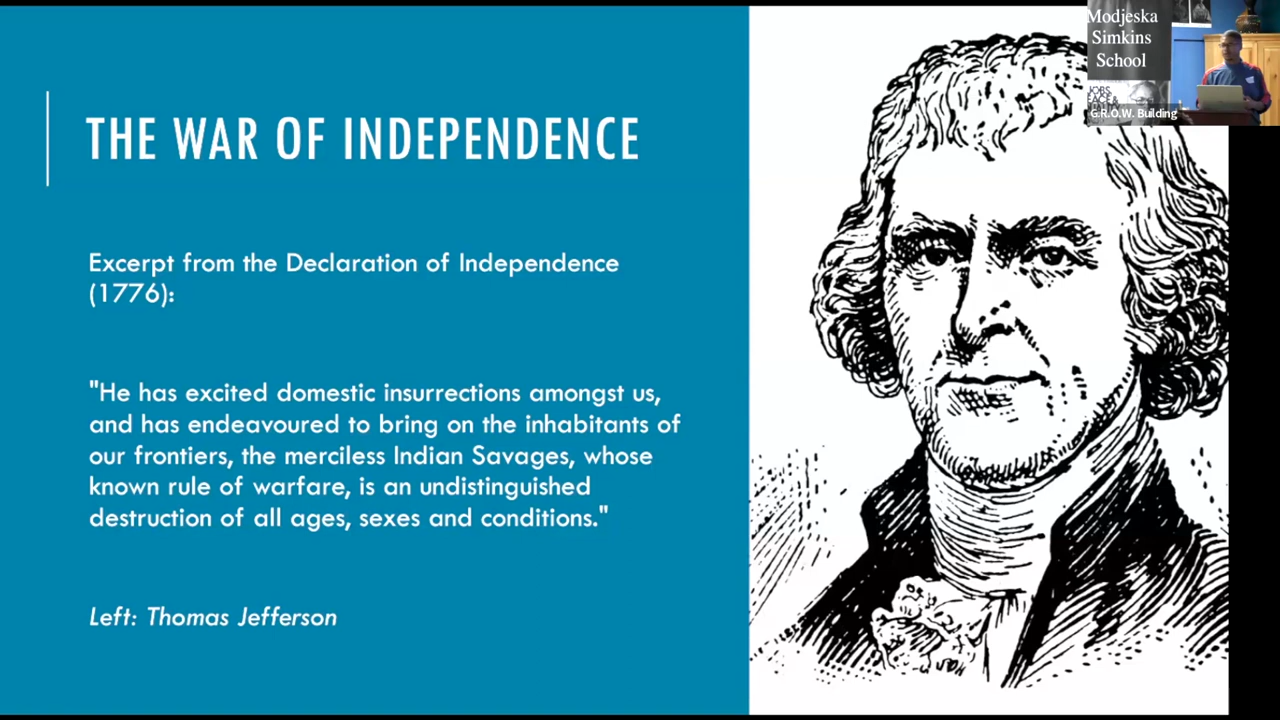 THE WAR OF INDEPENDENCE
Excerpt from the Declaration of Independence
(1776):
"He has excited domestic insurrections amongst us,
and has endeavoured to bring on the inhabitants of
our frontiers, the merciless Indian Savages, whose
known rule of warfare, is an undistinguished
destruction of all ages, sexes and conditions."
Left: Thomas Jefferson
Modjeska
Simkins
School
JOBS,
G.R.O.W. Building